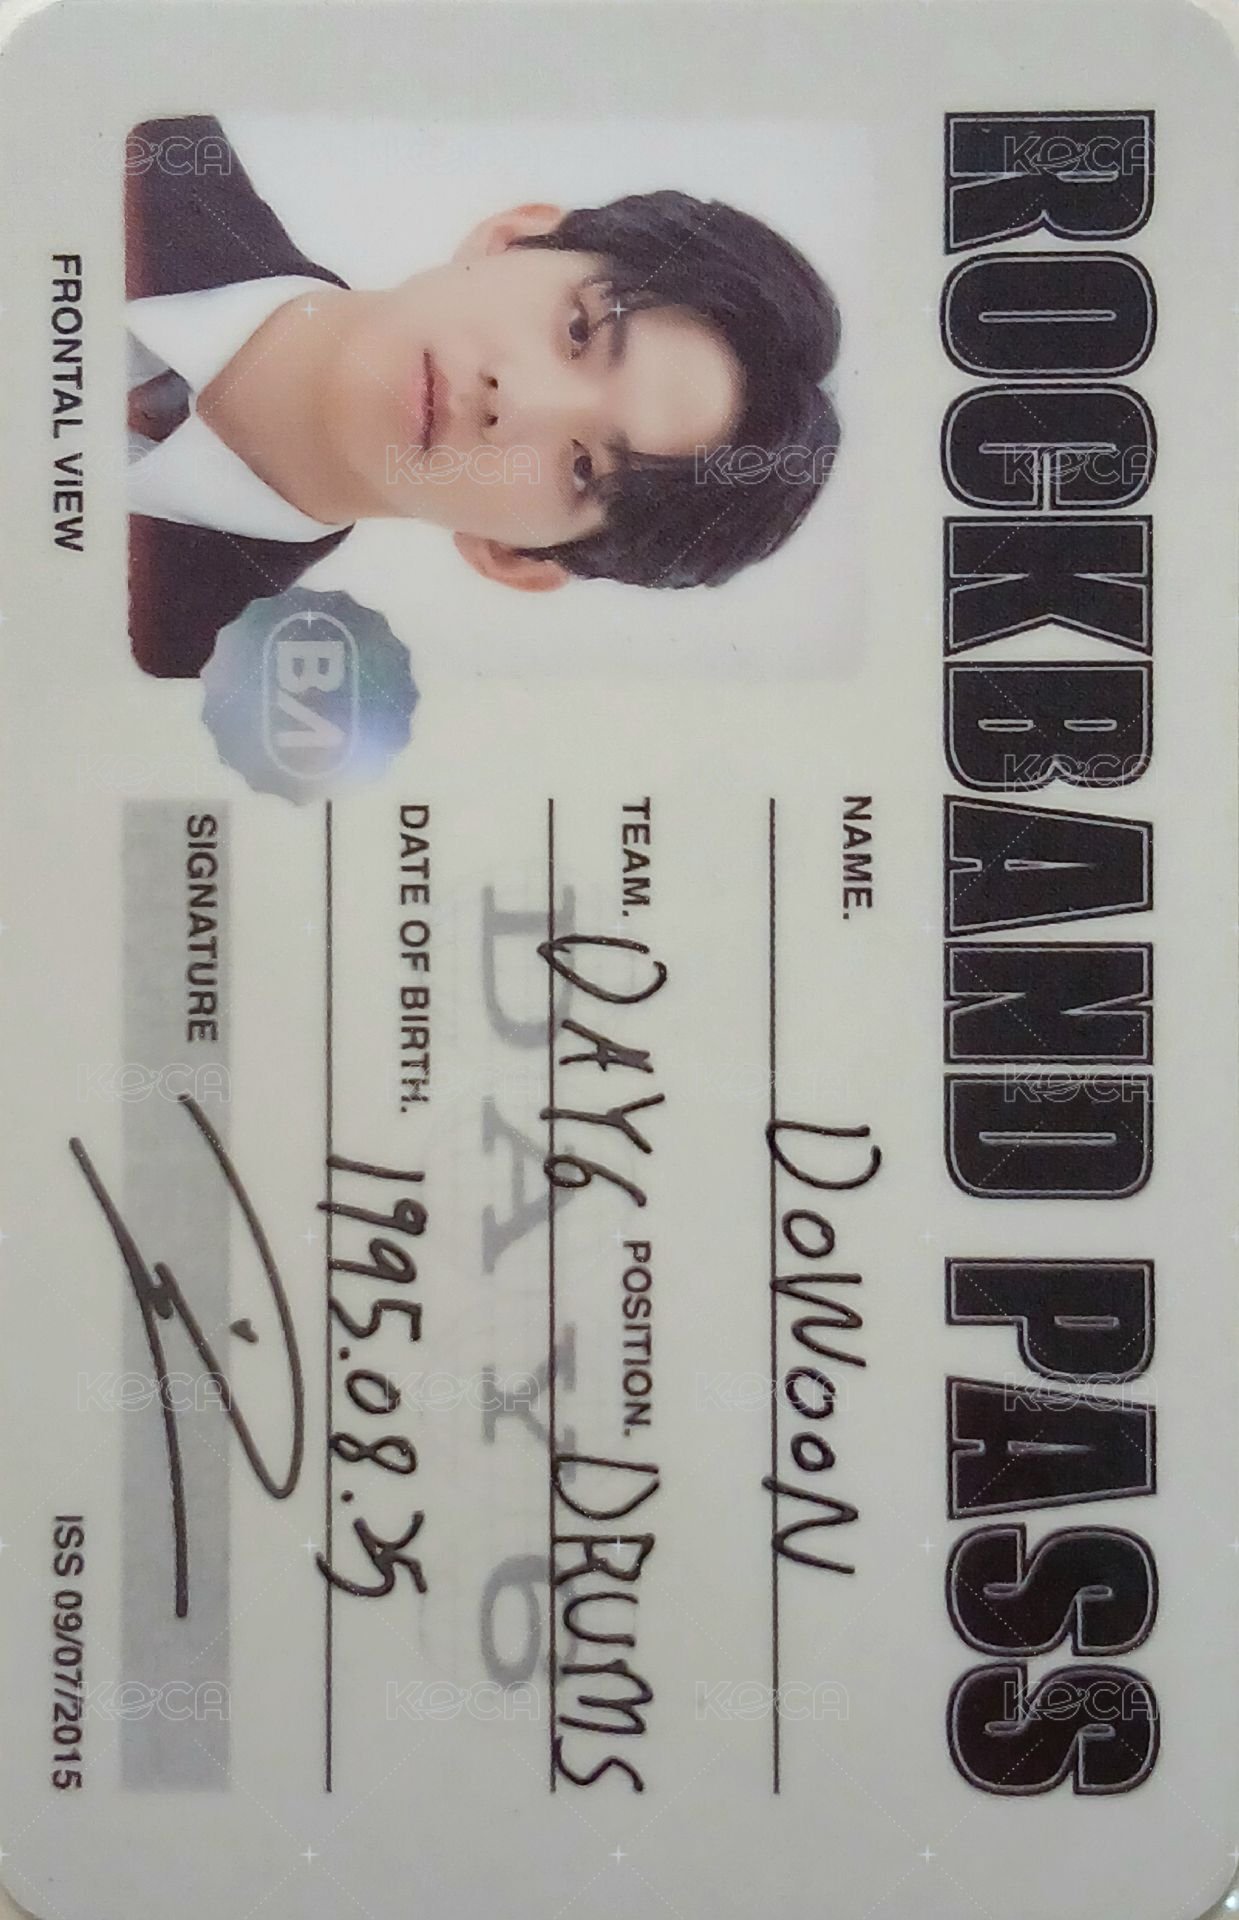 ROCKBAND PASS
NAME. DOWOON
TEAM. DAY6 POSITION. DRUMS
DAY6
DATE OF BIRTH. 1995.08.25
SIGNATURE
BA
FRONTAL VIEW
ISS 09/07/2015
KOCA